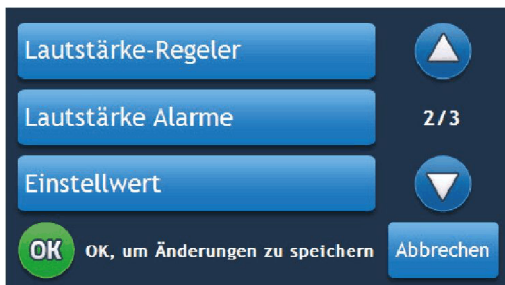 Lautstärke-Regeler
Lautstärke Alarme
2/3
Einstellwert
OK OK, um Änderungen zu speichern Abbrechen